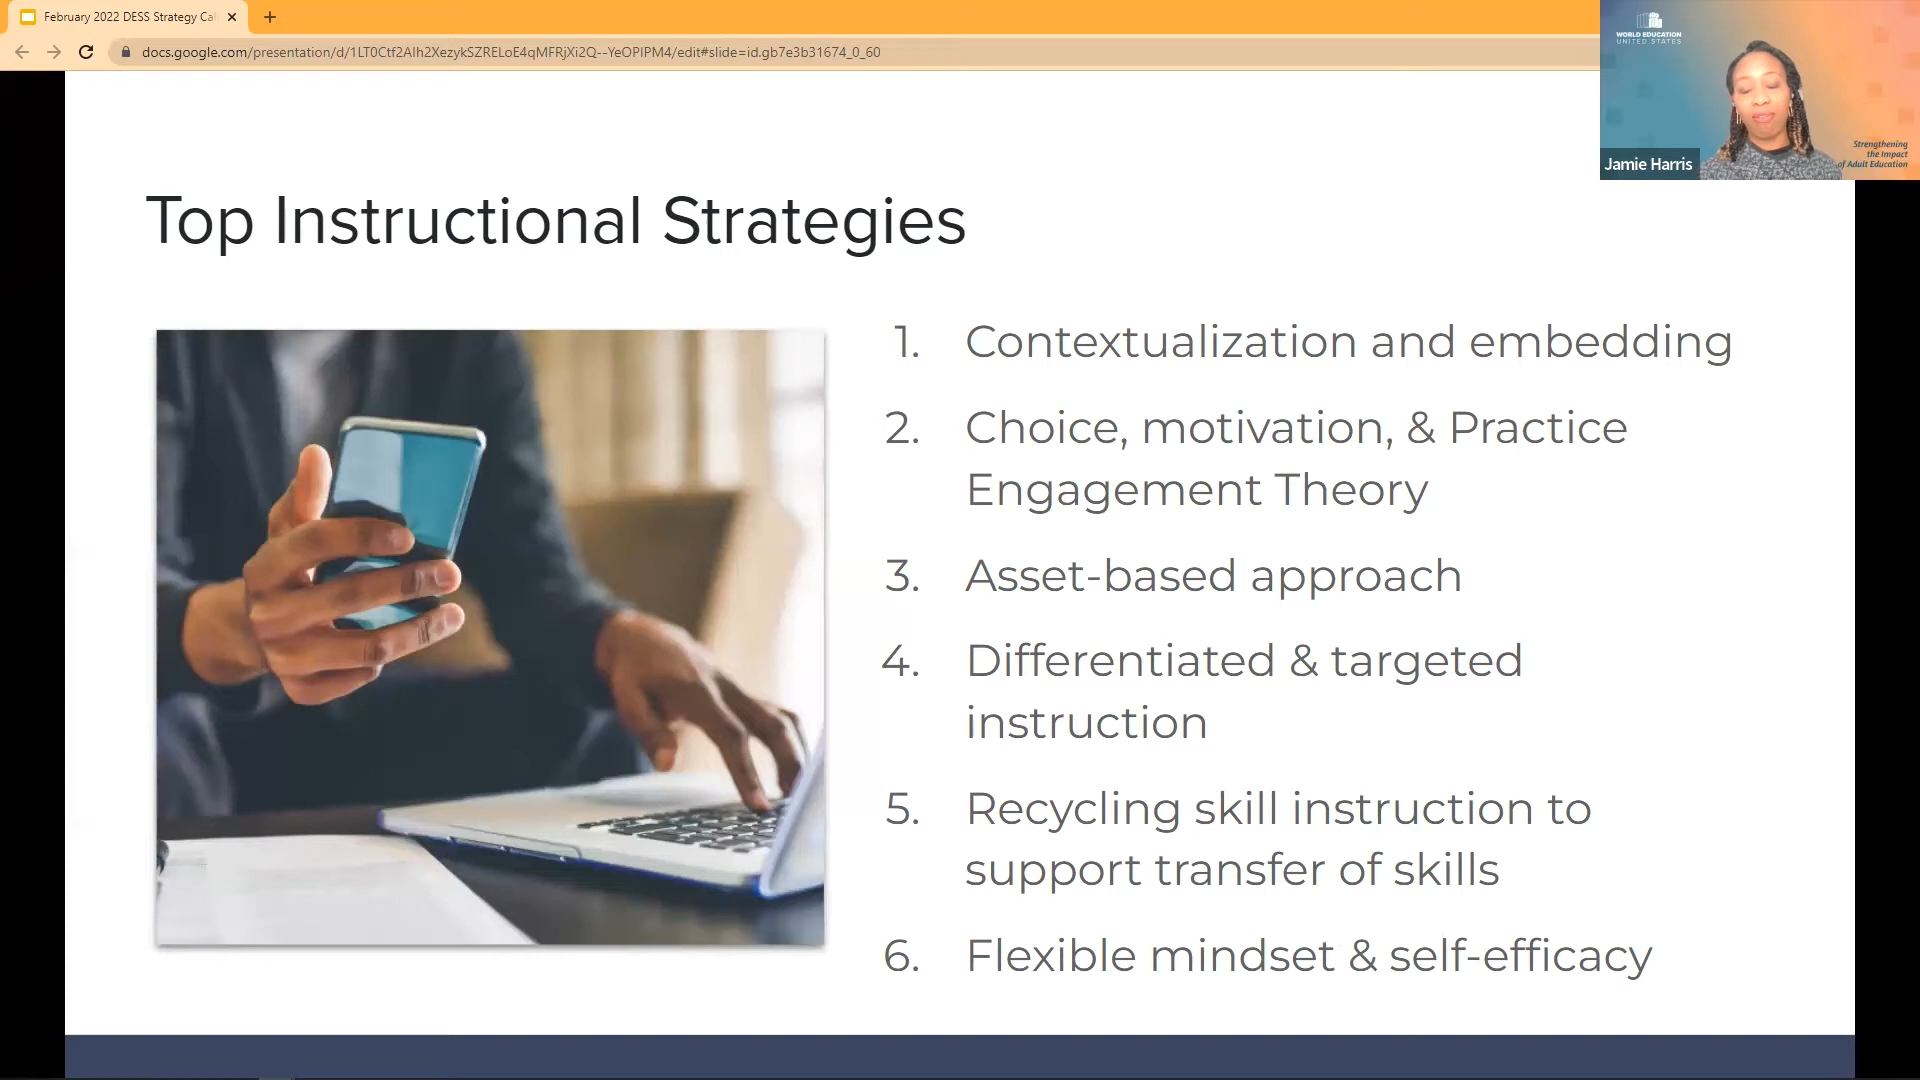 February 2022 DESS Strategy Ca
docs.google.com/presentation/d/1LT0Ctf2AIh2XezykSZRELoE4qMFRjXi2Q--YeOPIPM4/edit#slide=id.gb7e3b31674_0_60
WORLD EDUCATION
UNITED STATES
Strengthening
the Impact
of Adult Education
Jamie Harris
Top Instructional Strategies
1. Contextualization and embedding
2. Choice, motivation, & Practice
Engagement Theory
3. Asset-based approach
4. Differentiated & targeted
instruction
5. Recycling skill instruction to
support transfer of skills
6. Flexible mindset & self-efficacy